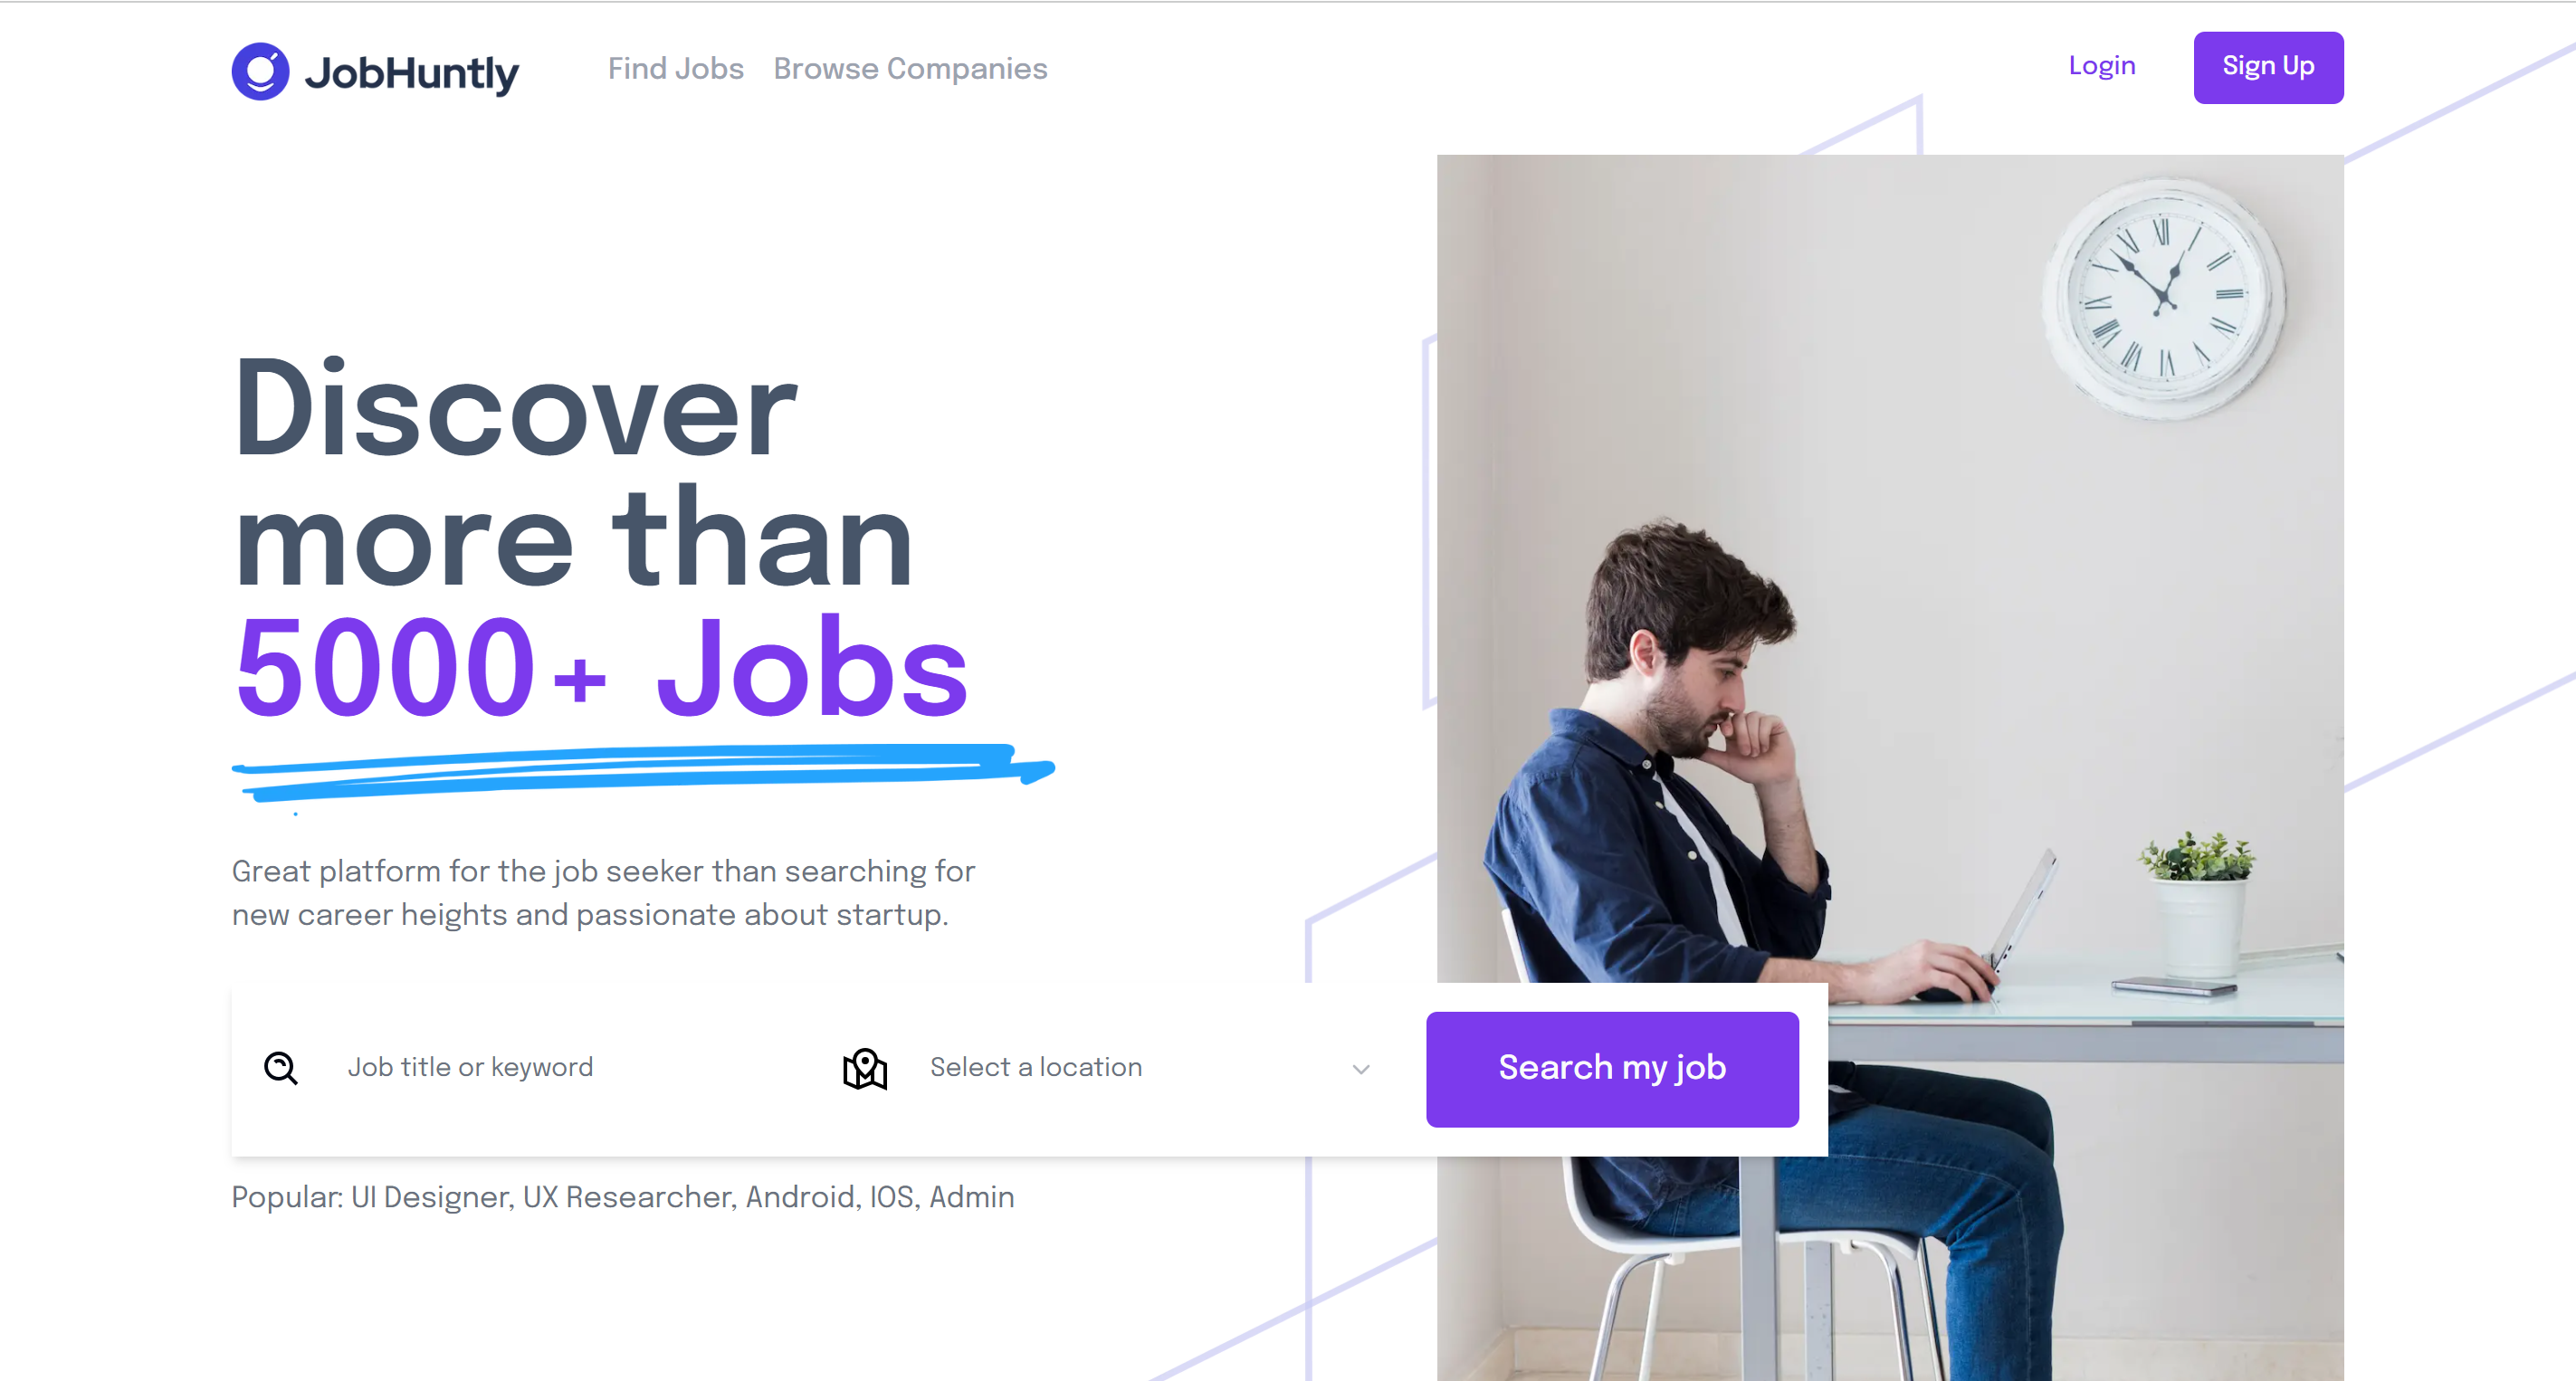 JobHuntly
Find Jobs
Browse Companies
Login
Sign Up
Discover
more than
5000+ Jobs
Great platform for the job seeker than searching for
new career heights and passionate about startup.
Job title or keyword
Select a location
Search my job
Popular: UI Designer, UX Researcher, Android, IOS, Admin